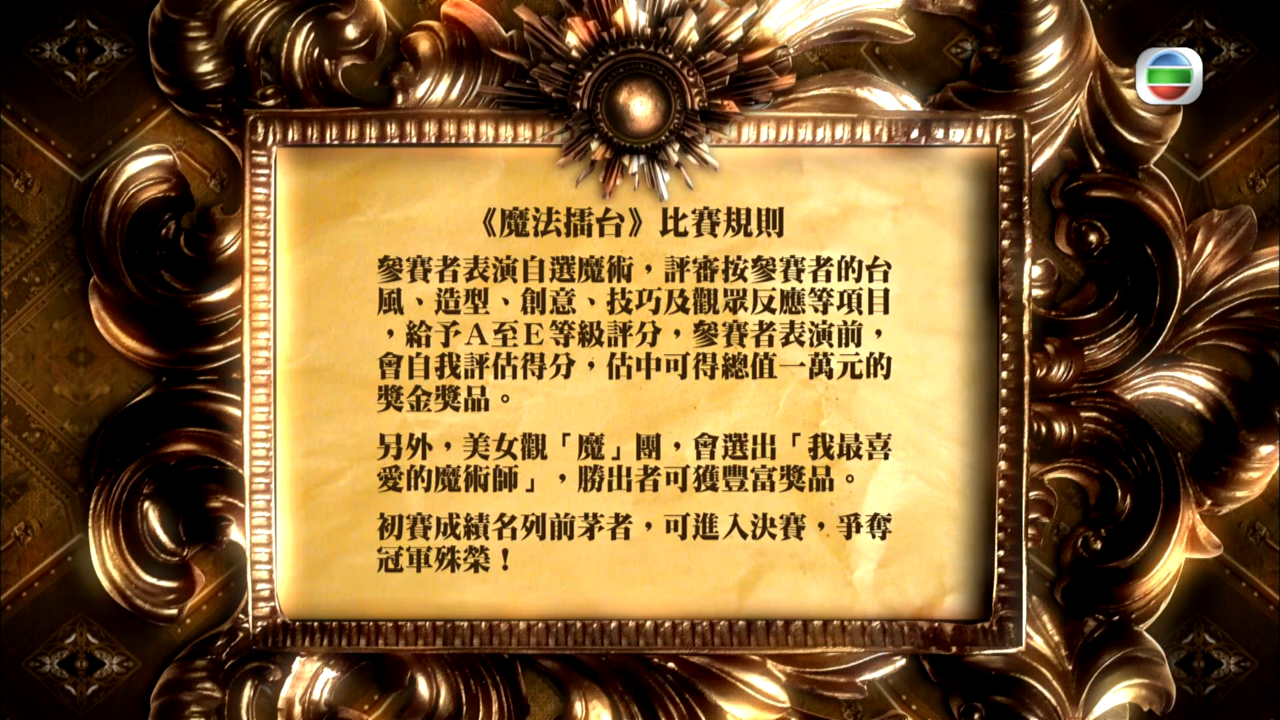 《魔法擂台》比賽規則
參賽者表演自選魔術，評審按參賽者的台
風、造型、創意、技巧及觀眾反應等項目
，給予A至E等級評分，參賽者表演前，
會自我評估得分，估中可得總值一萬元的
獎金獎品。
另外，美女觀「魔」團，會選出「我最喜
愛的魔術師」，勝出者可獲豐富獎品。
初賽成績名列前茅者，可進入決賽，爭奪
冠軍殊榮！